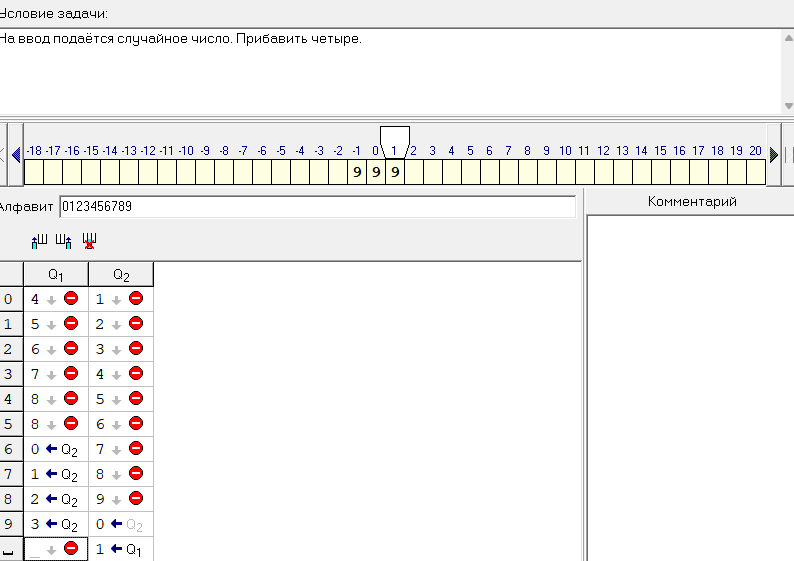 Условие задачи:
На ввод подаётся случайное число. Прибавить четыре.
-18 -17 -16 -15 -14 -13 -12 -11 -10 -9 -8 -7 -6 -5 -4 -3 -2 -1 0 1 2 3 4 5 6 7 8 9 10 11 12 13 14 15 16 17 18 19 20
9 9 9
Алфавит 0123456789
Комментарий
Q1 Q2
0 4 1
1 5 2
2 6 3
3 7 4
4 8 5
5 8 6
6 0 Q2 7
7 1 Q2 8
8 2 Q2 9
9 3 Q2 0 Q2
_ 1 Q1